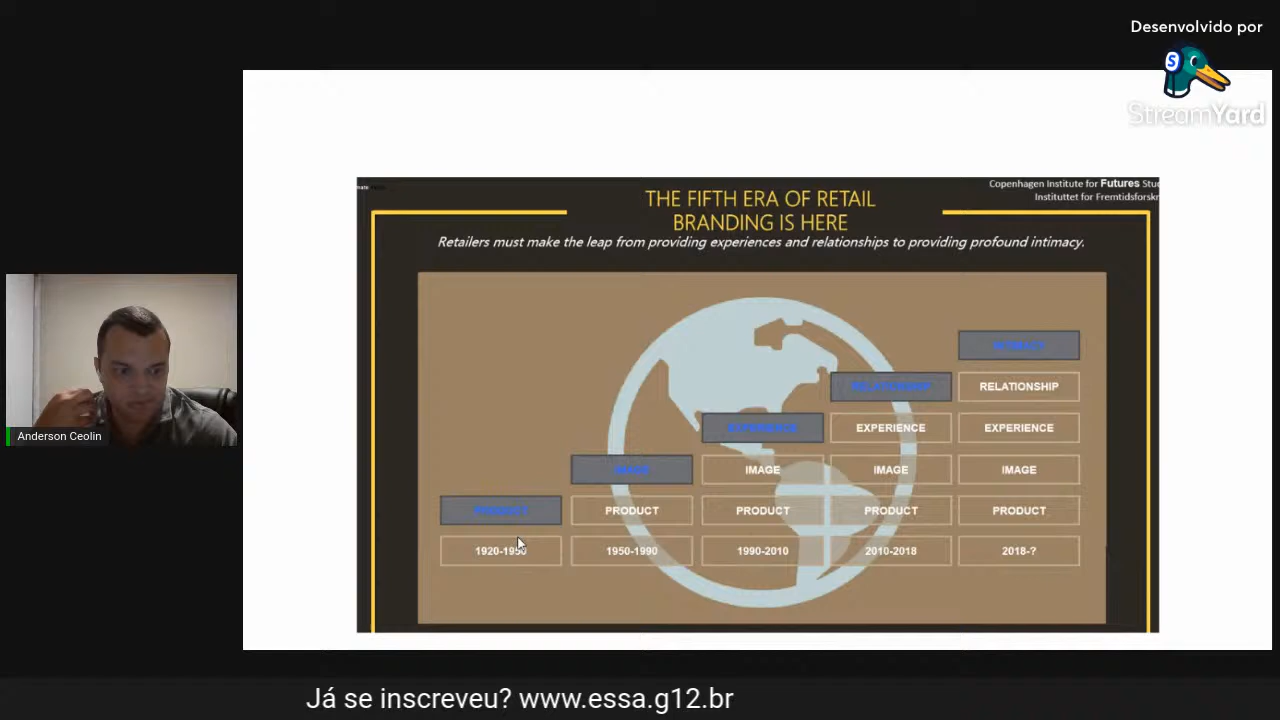 Desenvolvido por
StreamYard
Copenhagen Institute for Futures Stu
Instituttet for Fremtidsforskr
THE FIFTH ERA OF RETAIL
BRANDING IS HERE
Retailers must make the leap from providing experiences and relationships to providing profound intimacy.
INTIMACY
RELATIONSHIP RELATIONSHIP
EXPERIENCE EXPERIENCE EXPERIENCE
IMAGE IMAGE IMAGE IMAGE
PRODUCT PRODUCT PRODUCT PRODUCT PRODUCT
1920-1950 1950-1990 1990-2010 2010-2018 2018-?
Anderson Ceolin
Já se inscreveu? www.essa.g12.br